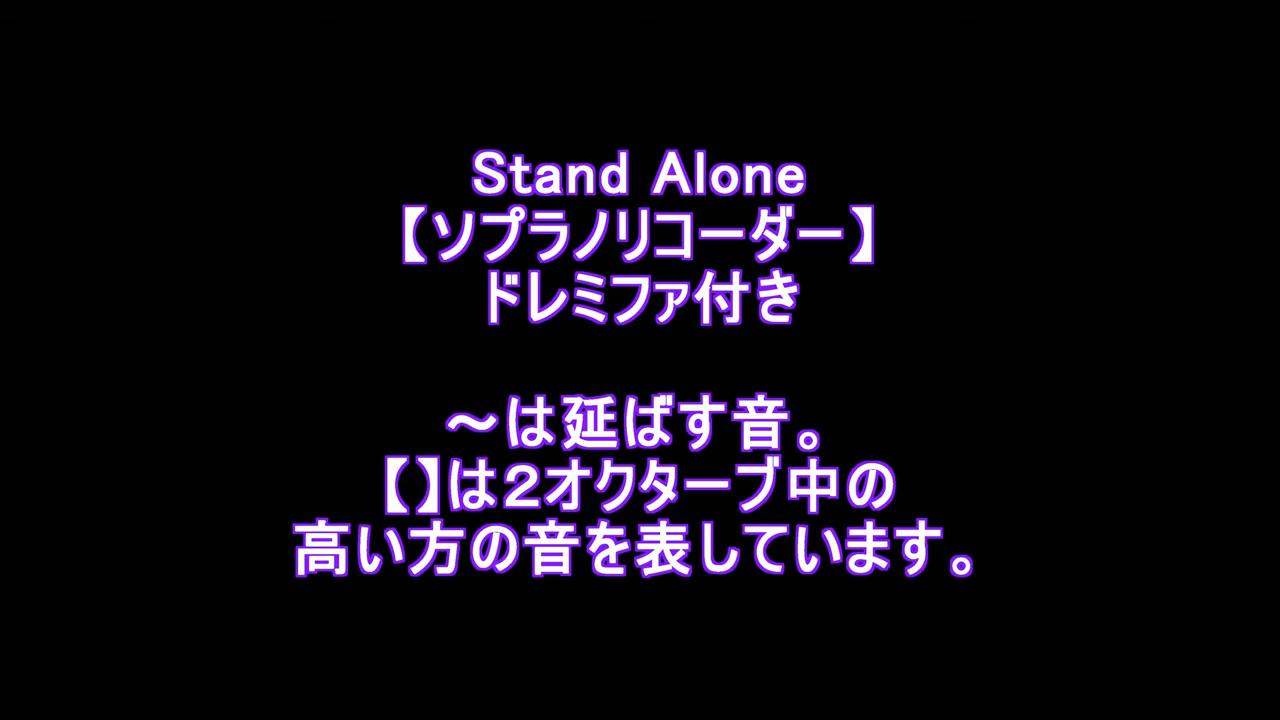 Stand Alone
【ソプラノリコーダー】
ドレミファ付き
～は延ばす音。
【】は２オクターブ中の
高い方の音を表しています。